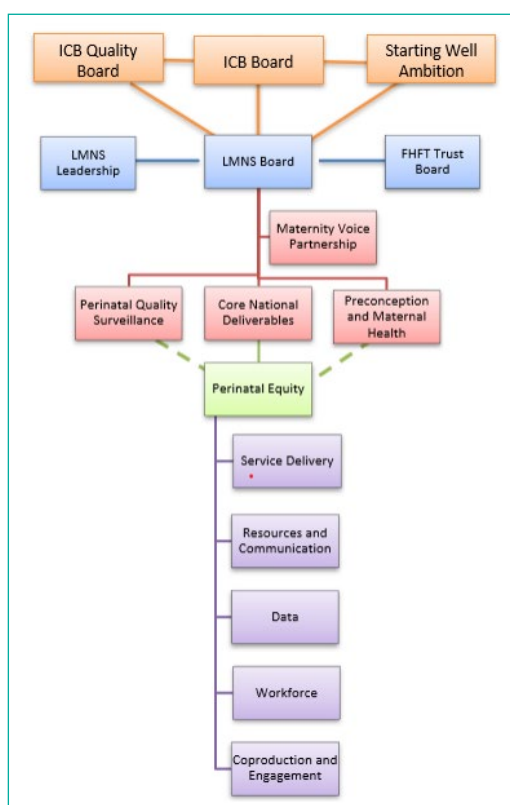 ICB Quality
Board
ICB Board
Starting Well
Ambition
LMNS
Leadership
LMNS Board
FHFT Trust
Board
Maternity Voice
Partnership
Perinatal Quality
Surveillance
Core National
Deliverables
Preconception
and Maternal
Health
Perinatal Equity
Service Delivery
Resources and
Communication
Data
Workforce
Coproduction and
Engagement